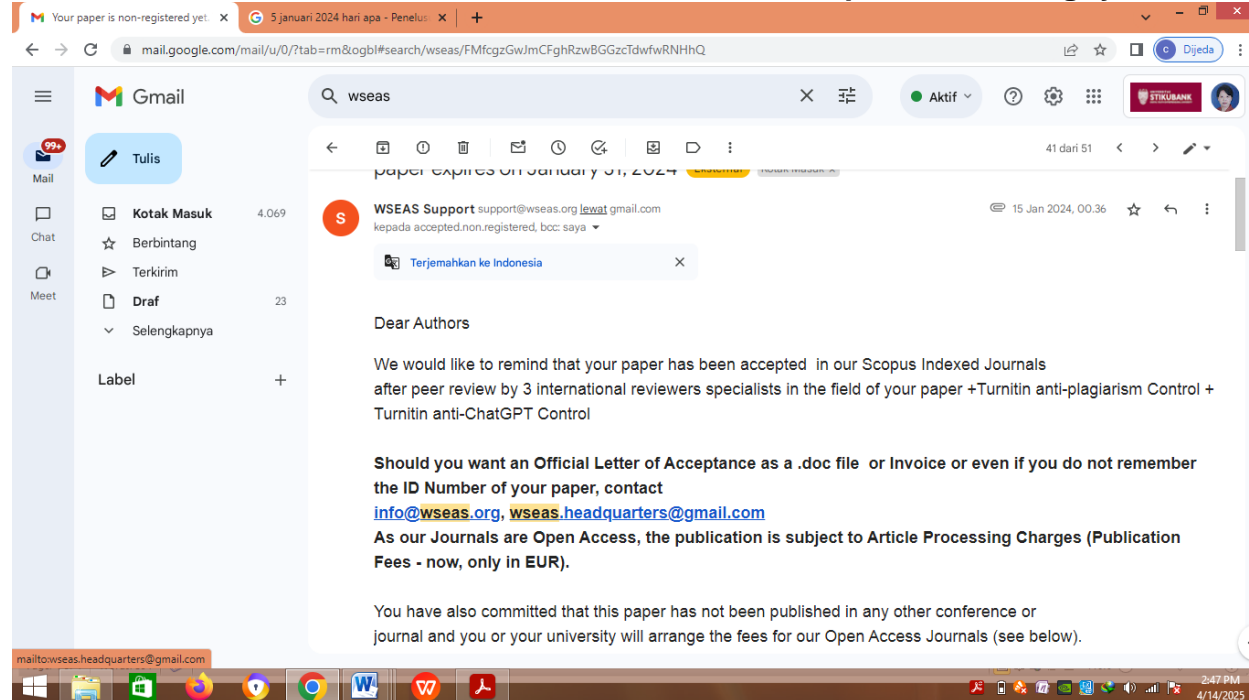 Your paper is non-registered yet.
5 januari 2024 hari apa - Penelus
mail.google.com/mail/u/0/?tab=rm&ogbl#search/wseas/FMfcgzGwJmCFghRzwBGGzcTdwfwRNHhQ
Dijeda
Gmail
wseas
Aktif
STIKUBANK
99+
Mail
Chat
Meet
Tulis
Kotak Masuk 4.069
Berbintang
Terkirim
Draf 23
Selengkapnya
Label
41 dari 51
paper expires on January 31, 2024 Eksternal Kotak Masuk
WSEAS Support support@wseas.org lewat gmail.com
15 Jan 2024, 00.36
kepada accepted.non.registered, bcc: saya
Terjemahkan ke Indonesia
Dear Authors
We would like to remind that your paper has been accepted in our Scopus Indexed Journals
after peer review by 3 international reviewers specialists in the field of your paper +Turnitin anti-plagiarism Control +
Turnitin anti-ChatGPT Control
Should you want an Official Letter of Acceptance as a .doc file or Invoice or even if you do not remember
the ID Number of your paper, contact
info@wseas.org, wseas.headquarters@gmail.com
As our Journals are Open Access, the publication is subject to Article Processing Charges (Publication
Fees - now, only in EUR).
You have also committed that this paper has not been published in any other conference or
journal and you or your university will arrange the fees for our Open Access Journals (see below).
mailto:wseas.headquarters@gmail.com
2:47 PM
4/14/2025